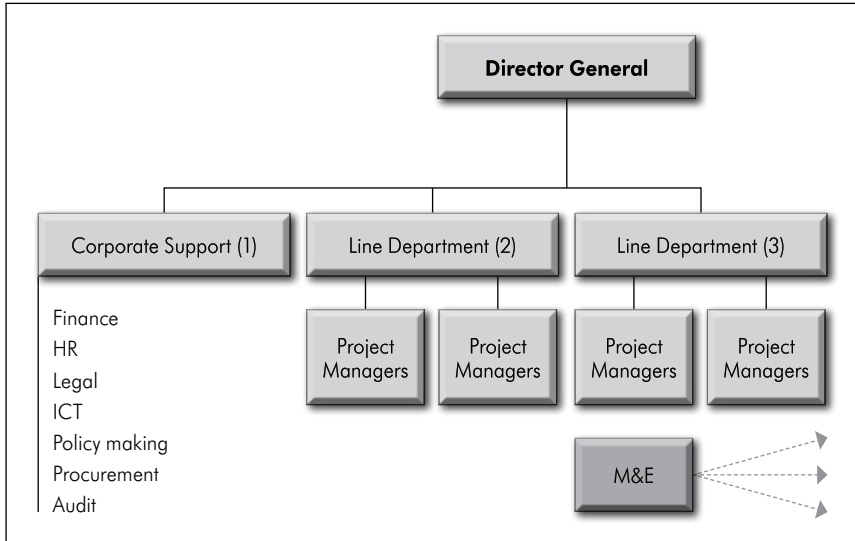 Director General
Corporate Support (1)
Line Department (2)
Line Department (3)
Finance
HR
Legal
ICT
Policy making
Procurement
Audit
Project
Managers
Project
Managers
Project
Managers
Project
Managers
M&E